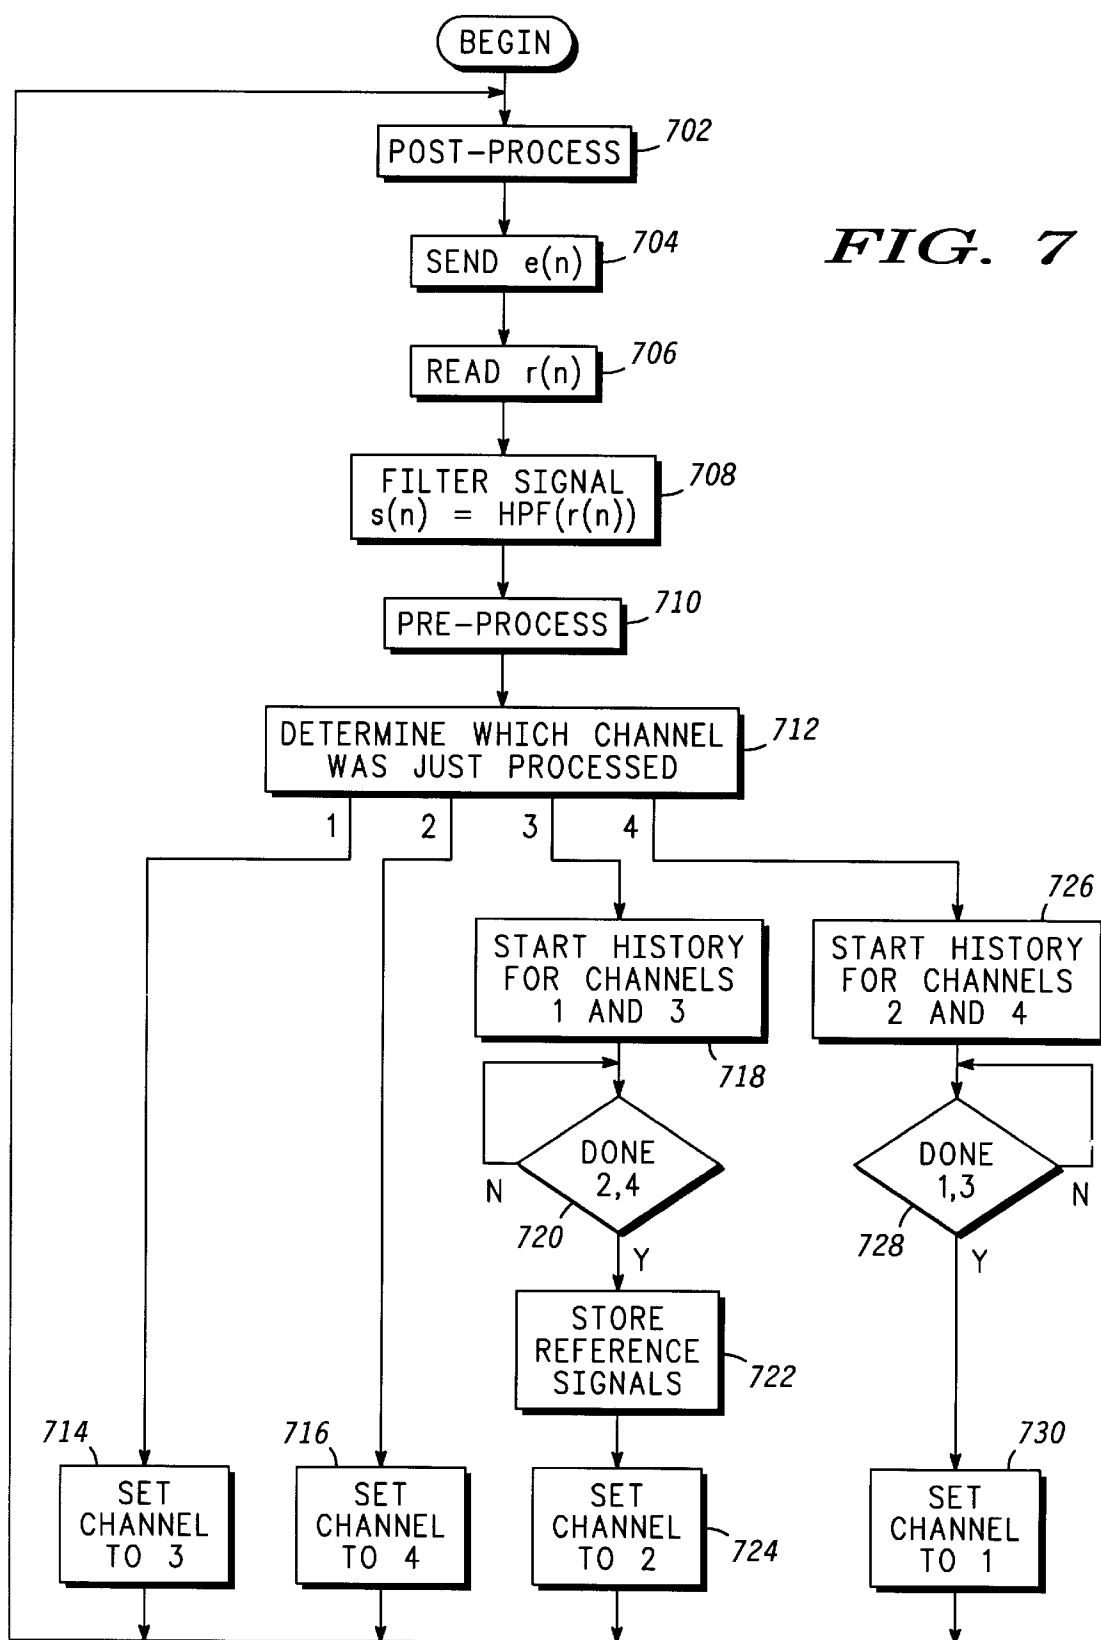 BEGIN
POST-PROCESS
702
SEND e(n)
704
FIG. 7
READ r(n)
706
FILTER SIGNAL
s(n) = HPF(r(n))
708
PRE-PROCESS
710
DETERMINE WHICH CHANNEL
WAS JUST PROCESSED
712
1
2
3
4
START HISTORY
FOR CHANNELS
1 AND 3
718
726
START HISTORY
FOR CHANNELS
2 AND 4
DONE
2,4
N
720
Y
DONE
1,3
N
728
Y
STORE
REFERENCE
SIGNALS
722
714
SET
CHANNEL
TO 3
716
SET
CHANNEL
TO 4
SET
CHANNEL
TO 2
724
730
SET
CHANNEL
TO 1